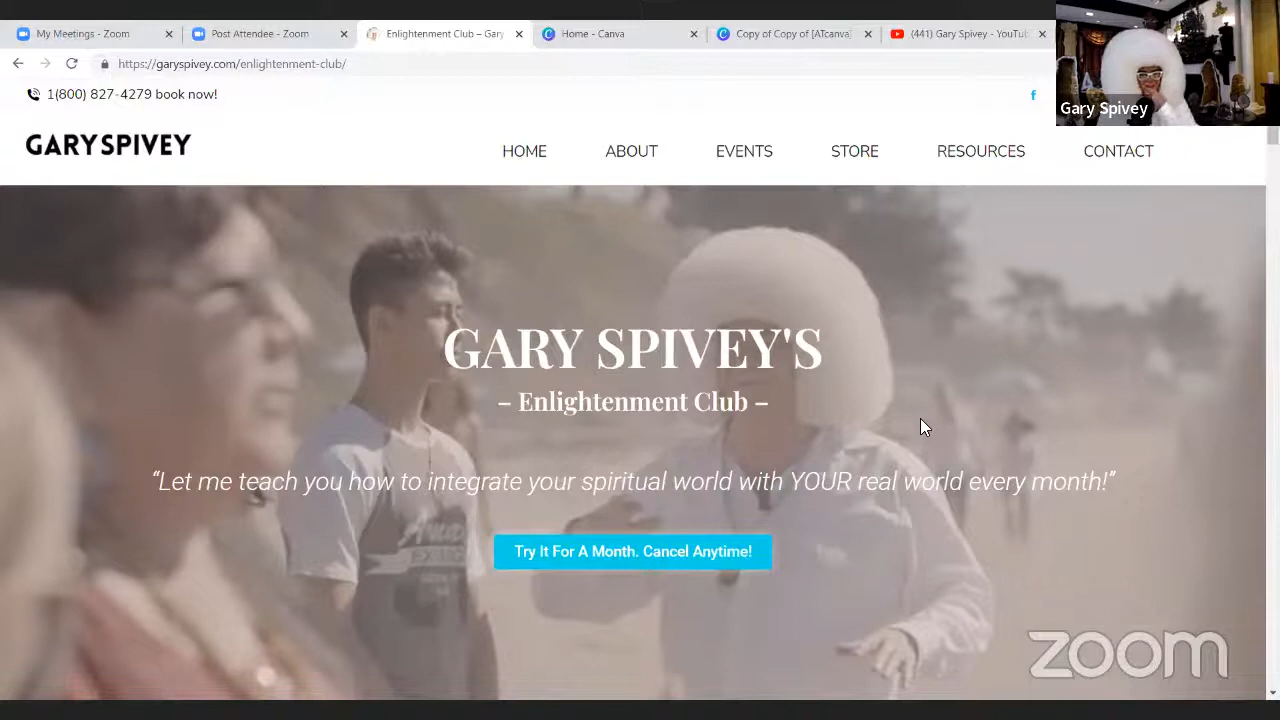 My Meetings - Zoom
Post Attendee - Zoom
Enlightenment Club – Gary
Home - Canva
Copy of Copy of [ATcanva
(441) Gary Spivey - YouTu
https://garyspivey.com/enlightenment-club/
1(800) 827-4279 book now!
f
Gary Spivey
GARY SPIVEY
HOME
ABOUT
EVENTS
STORE
RESOURCES
CONTACT
GARY SPIVEY'S
– Enlightenment Club –
“Let me teach you how to integrate your spiritual world with YOUR real world every month!”
Try It For A Month. Cancel Anytime!
zoom